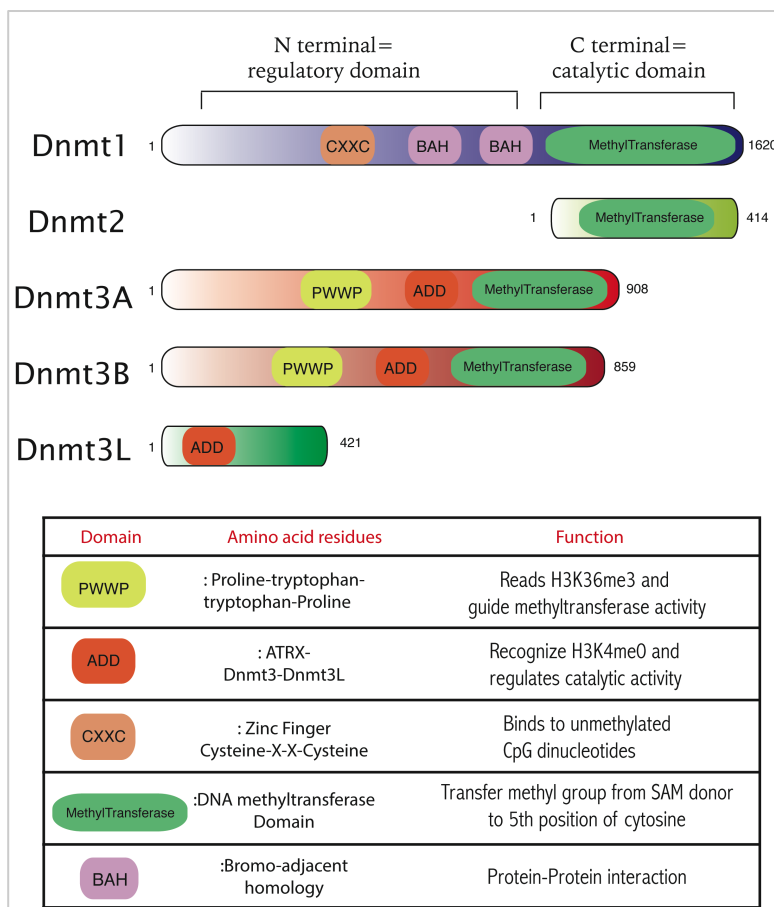 N terminal=
regulatory domain
C terminal=
catalytic domain
Dnmt1
1
CXXC
BAH
BAH
MethylTransferase
1620
Dnmt2
1
MethylTransferase
414
Dnmt3A
1
PWWP
ADD
MethylTransferase
908
Dnmt3B
1
PWWP
ADD
MethylTransferase
859
Dnmt3L
1
ADD
421
Domain
Amino acid residues
Function
PWWP
: Proline-tryptophan-
tryptophan-Proline
Reads H3K36me3 and
guide methyltransferase activity
ADD
: ATRX-
Dnmt3-Dnmt3L
Recognize H3K4me0 and
regulates catalytic activity
CXXC
: Zinc Finger
Cysteine-X-X-Cysteine
Binds to unmethylated
CpG dinucleotides
MethylTransferase
:DNA methyltransferase
Domain
Transfer methyl group from SAM donor
to 5th position of cytosine
BAH
:Bromo-adjacent
homology
Protein-Protein interaction